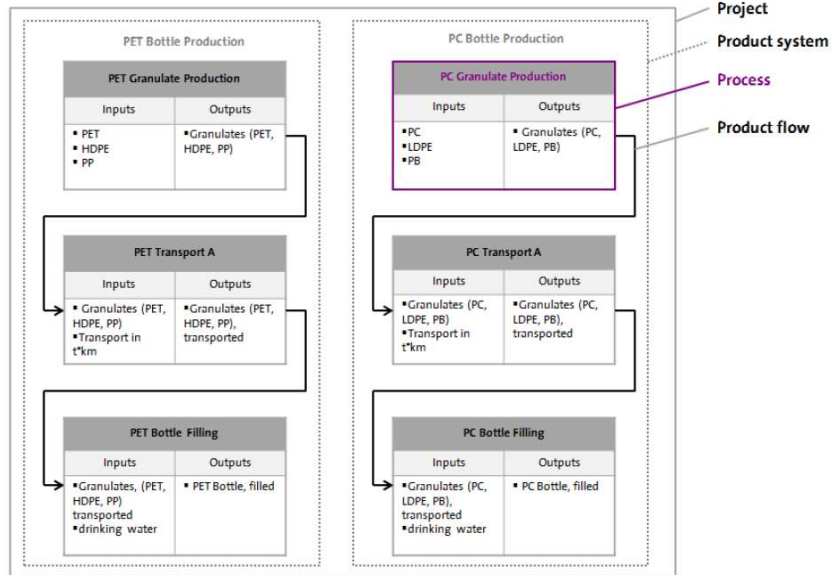 PET Bottle Production
PET Granulate Production
Inputs
Outputs
▪ PET
▪ HDPE
▪ PP
▪Granulates (PET,
HDPE, PP)
PET Transport A
Inputs
Outputs
▪ Granulates (PET,
HDPE, PP)
▪Transport in
t*km
▪Granulates (PET,
HDPE, PP),
transported
PET Bottle Filling
Inputs
Outputs
▪Granulates, (PET,
HDPE, PP)
transported
▪drinking water
▪ PET Bottle, filled
PC Bottle Production
PC Granulate Production
Inputs
Outputs
▪PC
▪LDPE
▪PB
▪ Granulates (PC,
LDPE, PB)
PC Transport A
Inputs
Outputs
▪Granulates (PC,
LDPE, PB)
▪Transport in
t*km
▪Granulates (PC,
LDPE, PB),
transported
PC Bottle Filling
Inputs
Outputs
▪Granulates (PC,
LDPE, PB),
transported
▪drinking water
▪ PC Bottle, filled
Project
Product system
Process
Product flow